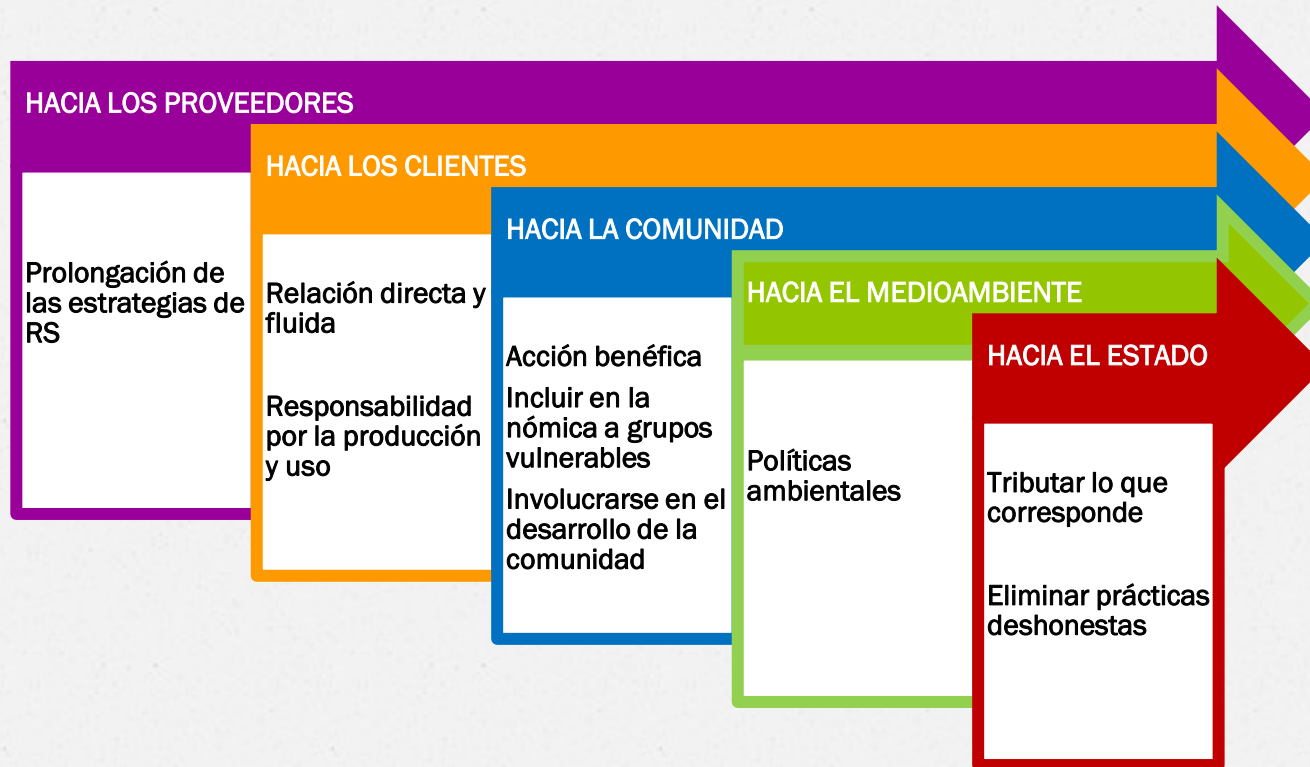 HACIA LOS PROVEEDORES
Prolongación de
las estrategias de
RS
HACIA LOS CLIENTES
Relación directa y
fluida
Responsabilidad
por la producción
y uso
HACIA LA COMUNIDAD
Acción benéfica
Incluir en la
nómica a grupos
vulnerables
Involucrarse en el
desarrollo de la
comunidad
HACIA EL MEDIOAMBIENTE
Políticas
ambientales
HACIA EL ESTADO
Tributar lo que
corresponde
Eliminar prácticas
deshonestas